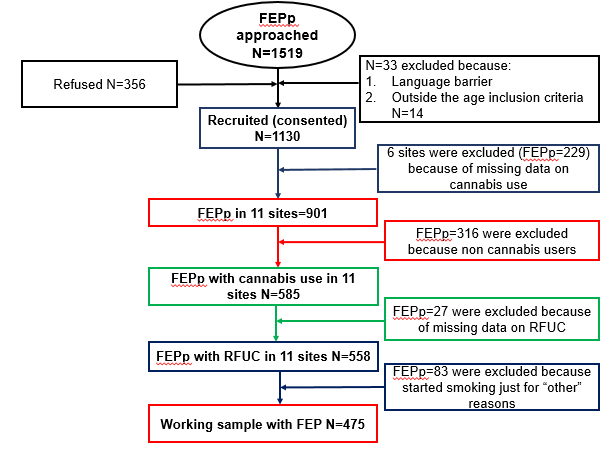 FEPp
approached
N=1519
Refused N=356
N=33 excluded because:
1. Language barrier
2. Outside the age inclusion criteria
N=14
Recruited (consented)
N=1130
6 sites were excluded (FEPp=229)
because of missing data on
cannabis use
FEPp in 11 sites=901
FEPp=316 were excluded
because non cannabis users
FEPp with cannabis use in 11
sites N=585
FEPp=27 were excluded because
of missing data on RFUC
FEPp with RFUC in 11 sites N=558
FEPp=83 were excluded because
started smoking just for “other”
reasons
Working sample with FEP N=475